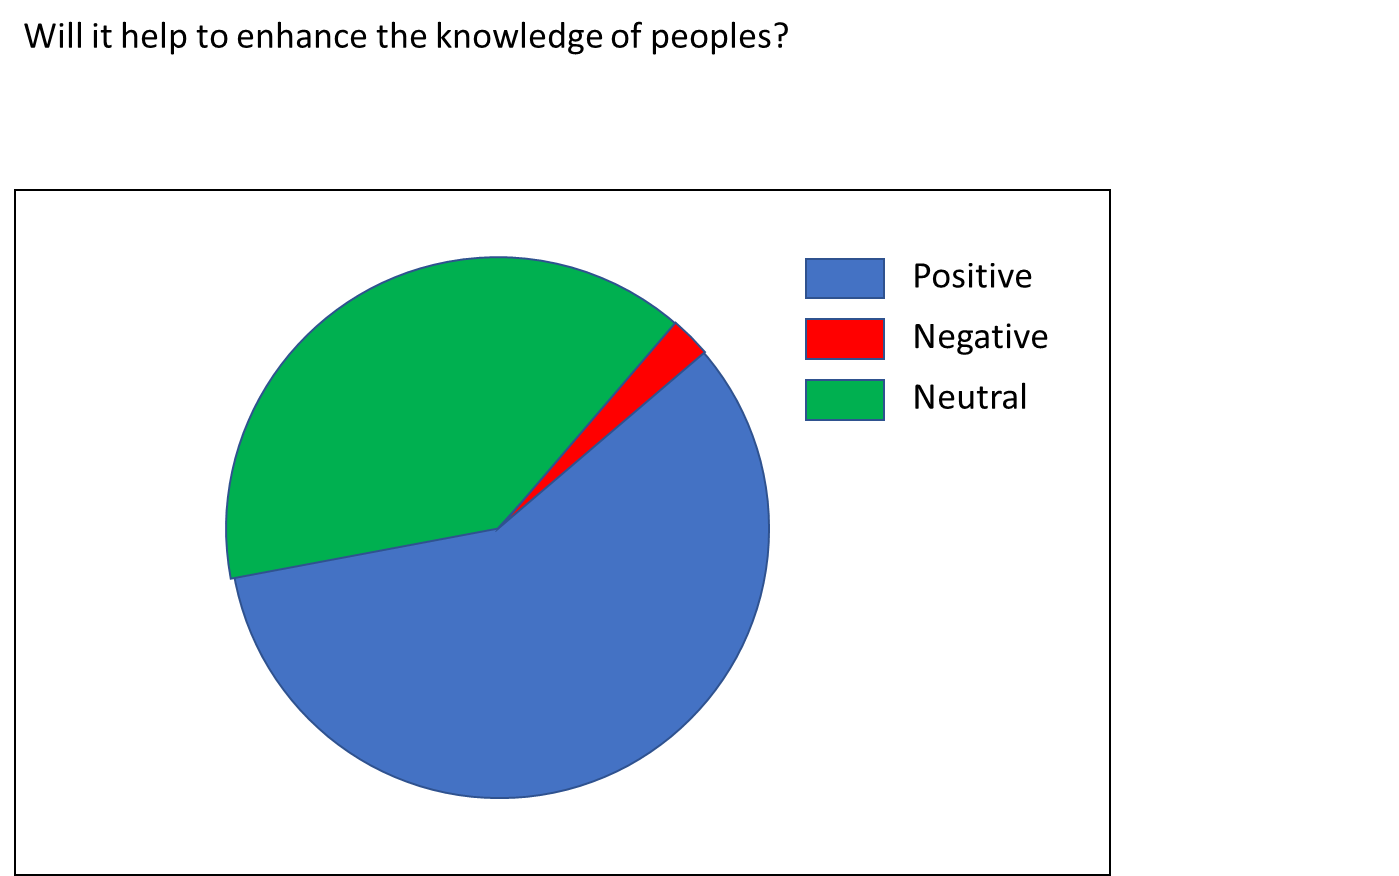 Will it help to enhance the knowledge of peoples?
Positive
Negative
Neutral